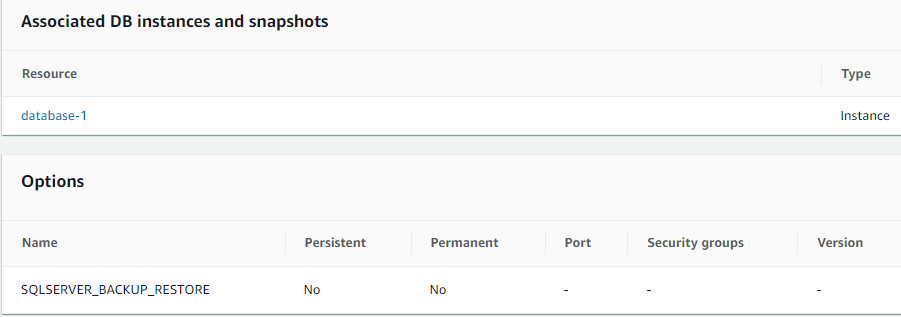 Associated DB instances and snapshots
Resource Type
database-1 Instance
Options
Name Persistent Permanent Port Security groups Version
SQLSERVER_BACKUP_RESTORE No No - - -